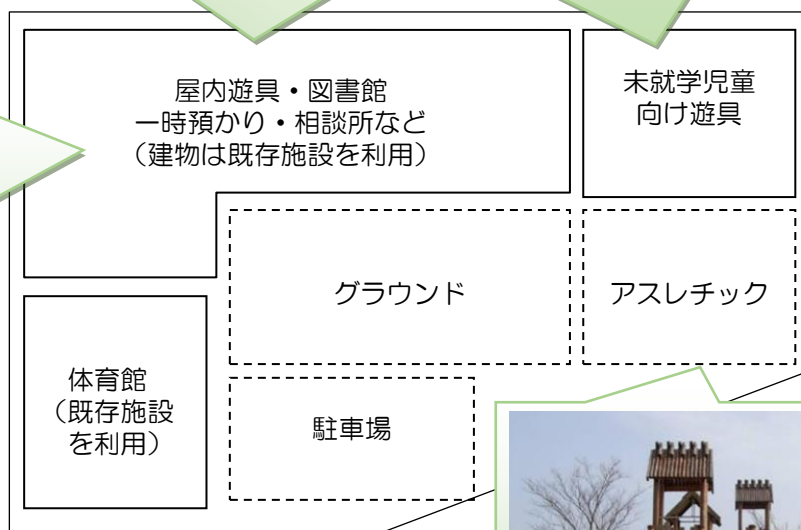 屋内遊具・図書館
一時預かり・相談所など
（建物は既存施設を利用）
未就学児童
向け遊具
グラウンド
アスレチック
体育館
（既存施設
を利用）
駐車場